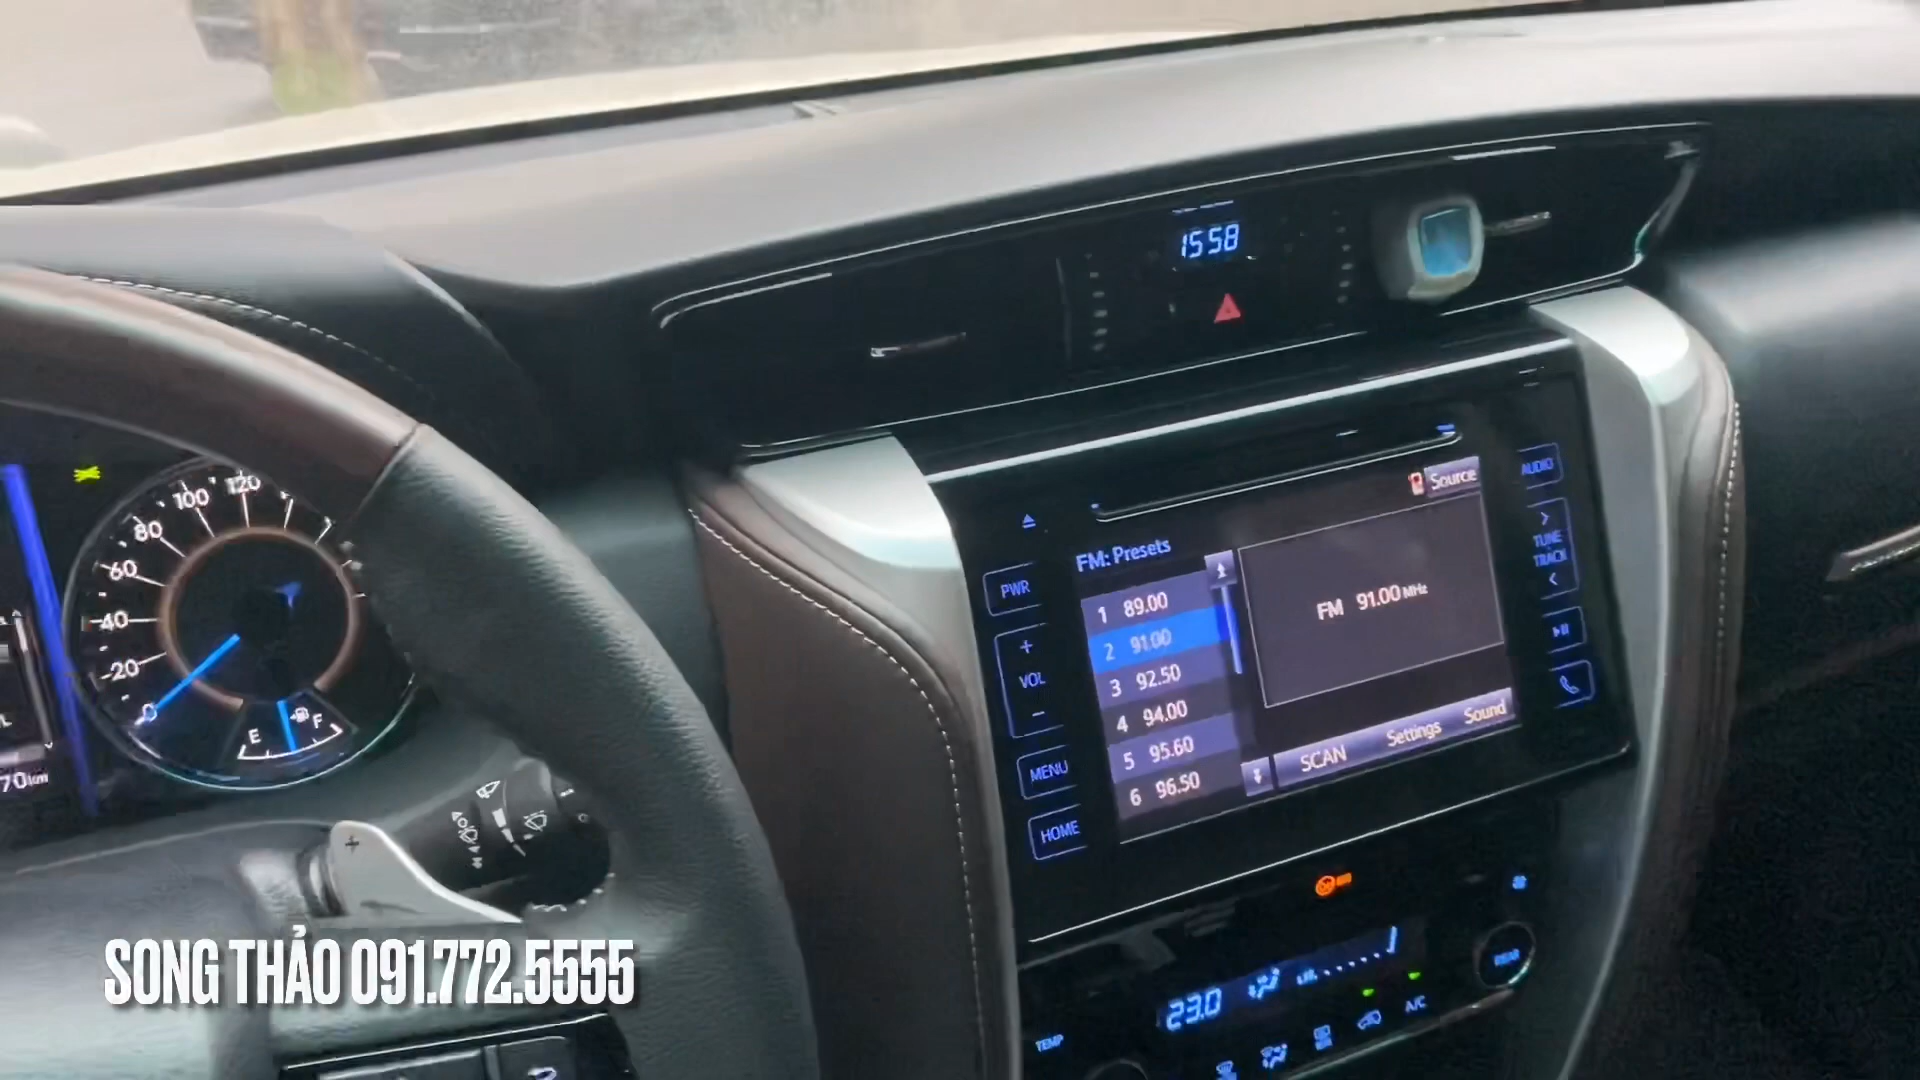 15:58
120
100
80
60
40
20
0
E F
70km
+
Source
AUDIO
FM: Presets
PWR
1 89.00
2 91.00
3 92.50
4 94.00
5 95.60
6 96.50
FM 91.00 MHz
TUNE
TRACK
+
VOL
-
MENU
HOME
SCAN Settings Sound
REAR
23.0
TEMP
A/C
SONG THẢO 091.772.5555